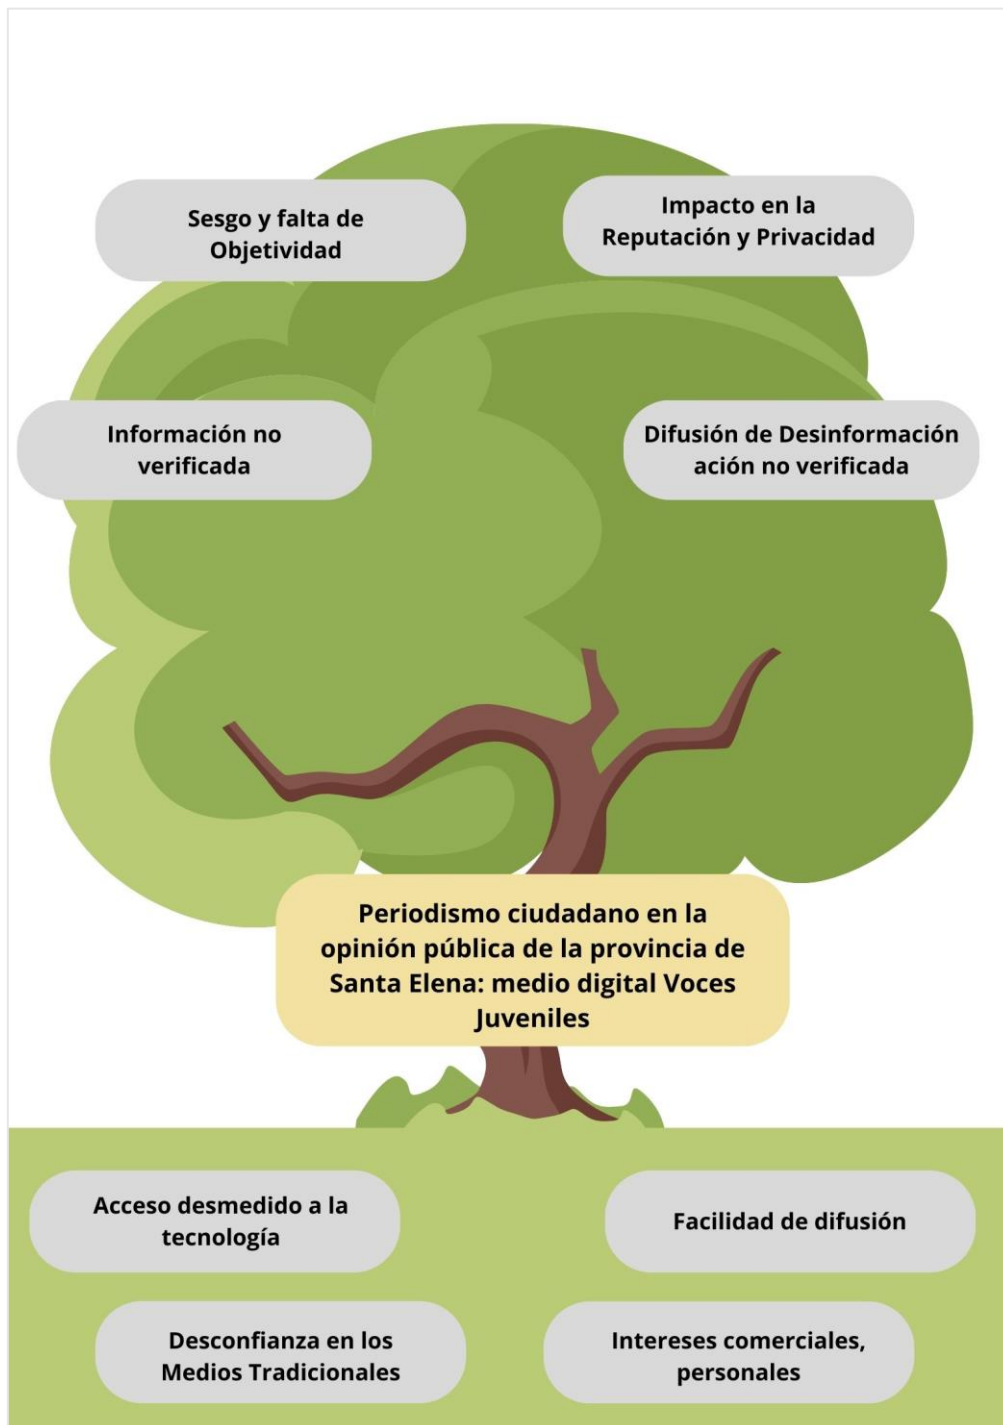 Sesgo y falta de
Objetividad
Impacto en la
Reputación y Privacidad
Información no
verificada
Difusión de Desinformación
ación no verificada
Periodismo ciudadano en la
opinión pública de la provincia de
Santa Elena: medio digital Voces
Juveniles
Acceso desmedido a la
tecnología
Facilidad de difusión
Desconfianza en los
Medios Tradicionales
Intereses comerciales,
personales